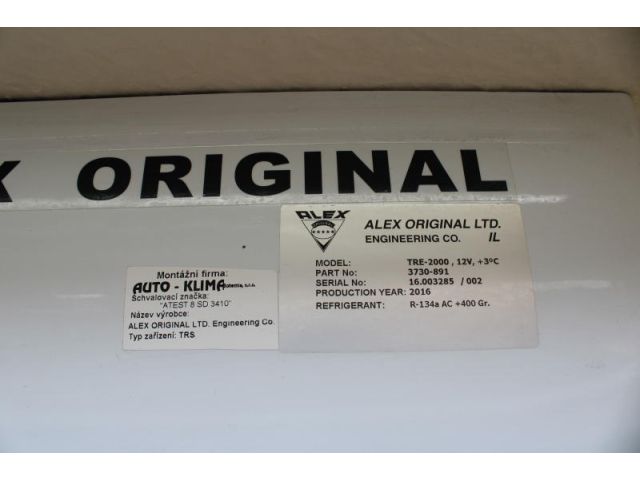 X ORIGINAL
ALEX
ALEX ORIGINAL LTD.
ENGINEERING CO. IL
MODEL: TRE-2000 , 12V, +3ºC
PART No: 3730-891
SERIAL No: 16.003285 / 002
PRODUCTION YEAR: 2016
REFRIGERANT: R-134a AC +400 Gr.
Montážní firma:
AUTO - KLIMA s.r.o.
Schvalovací značka:
"ATEST 8 SD 3410"
Název výrobce:
ALEX ORIGINAL LTD. Engineering Co.
Typ zařízení: TRS